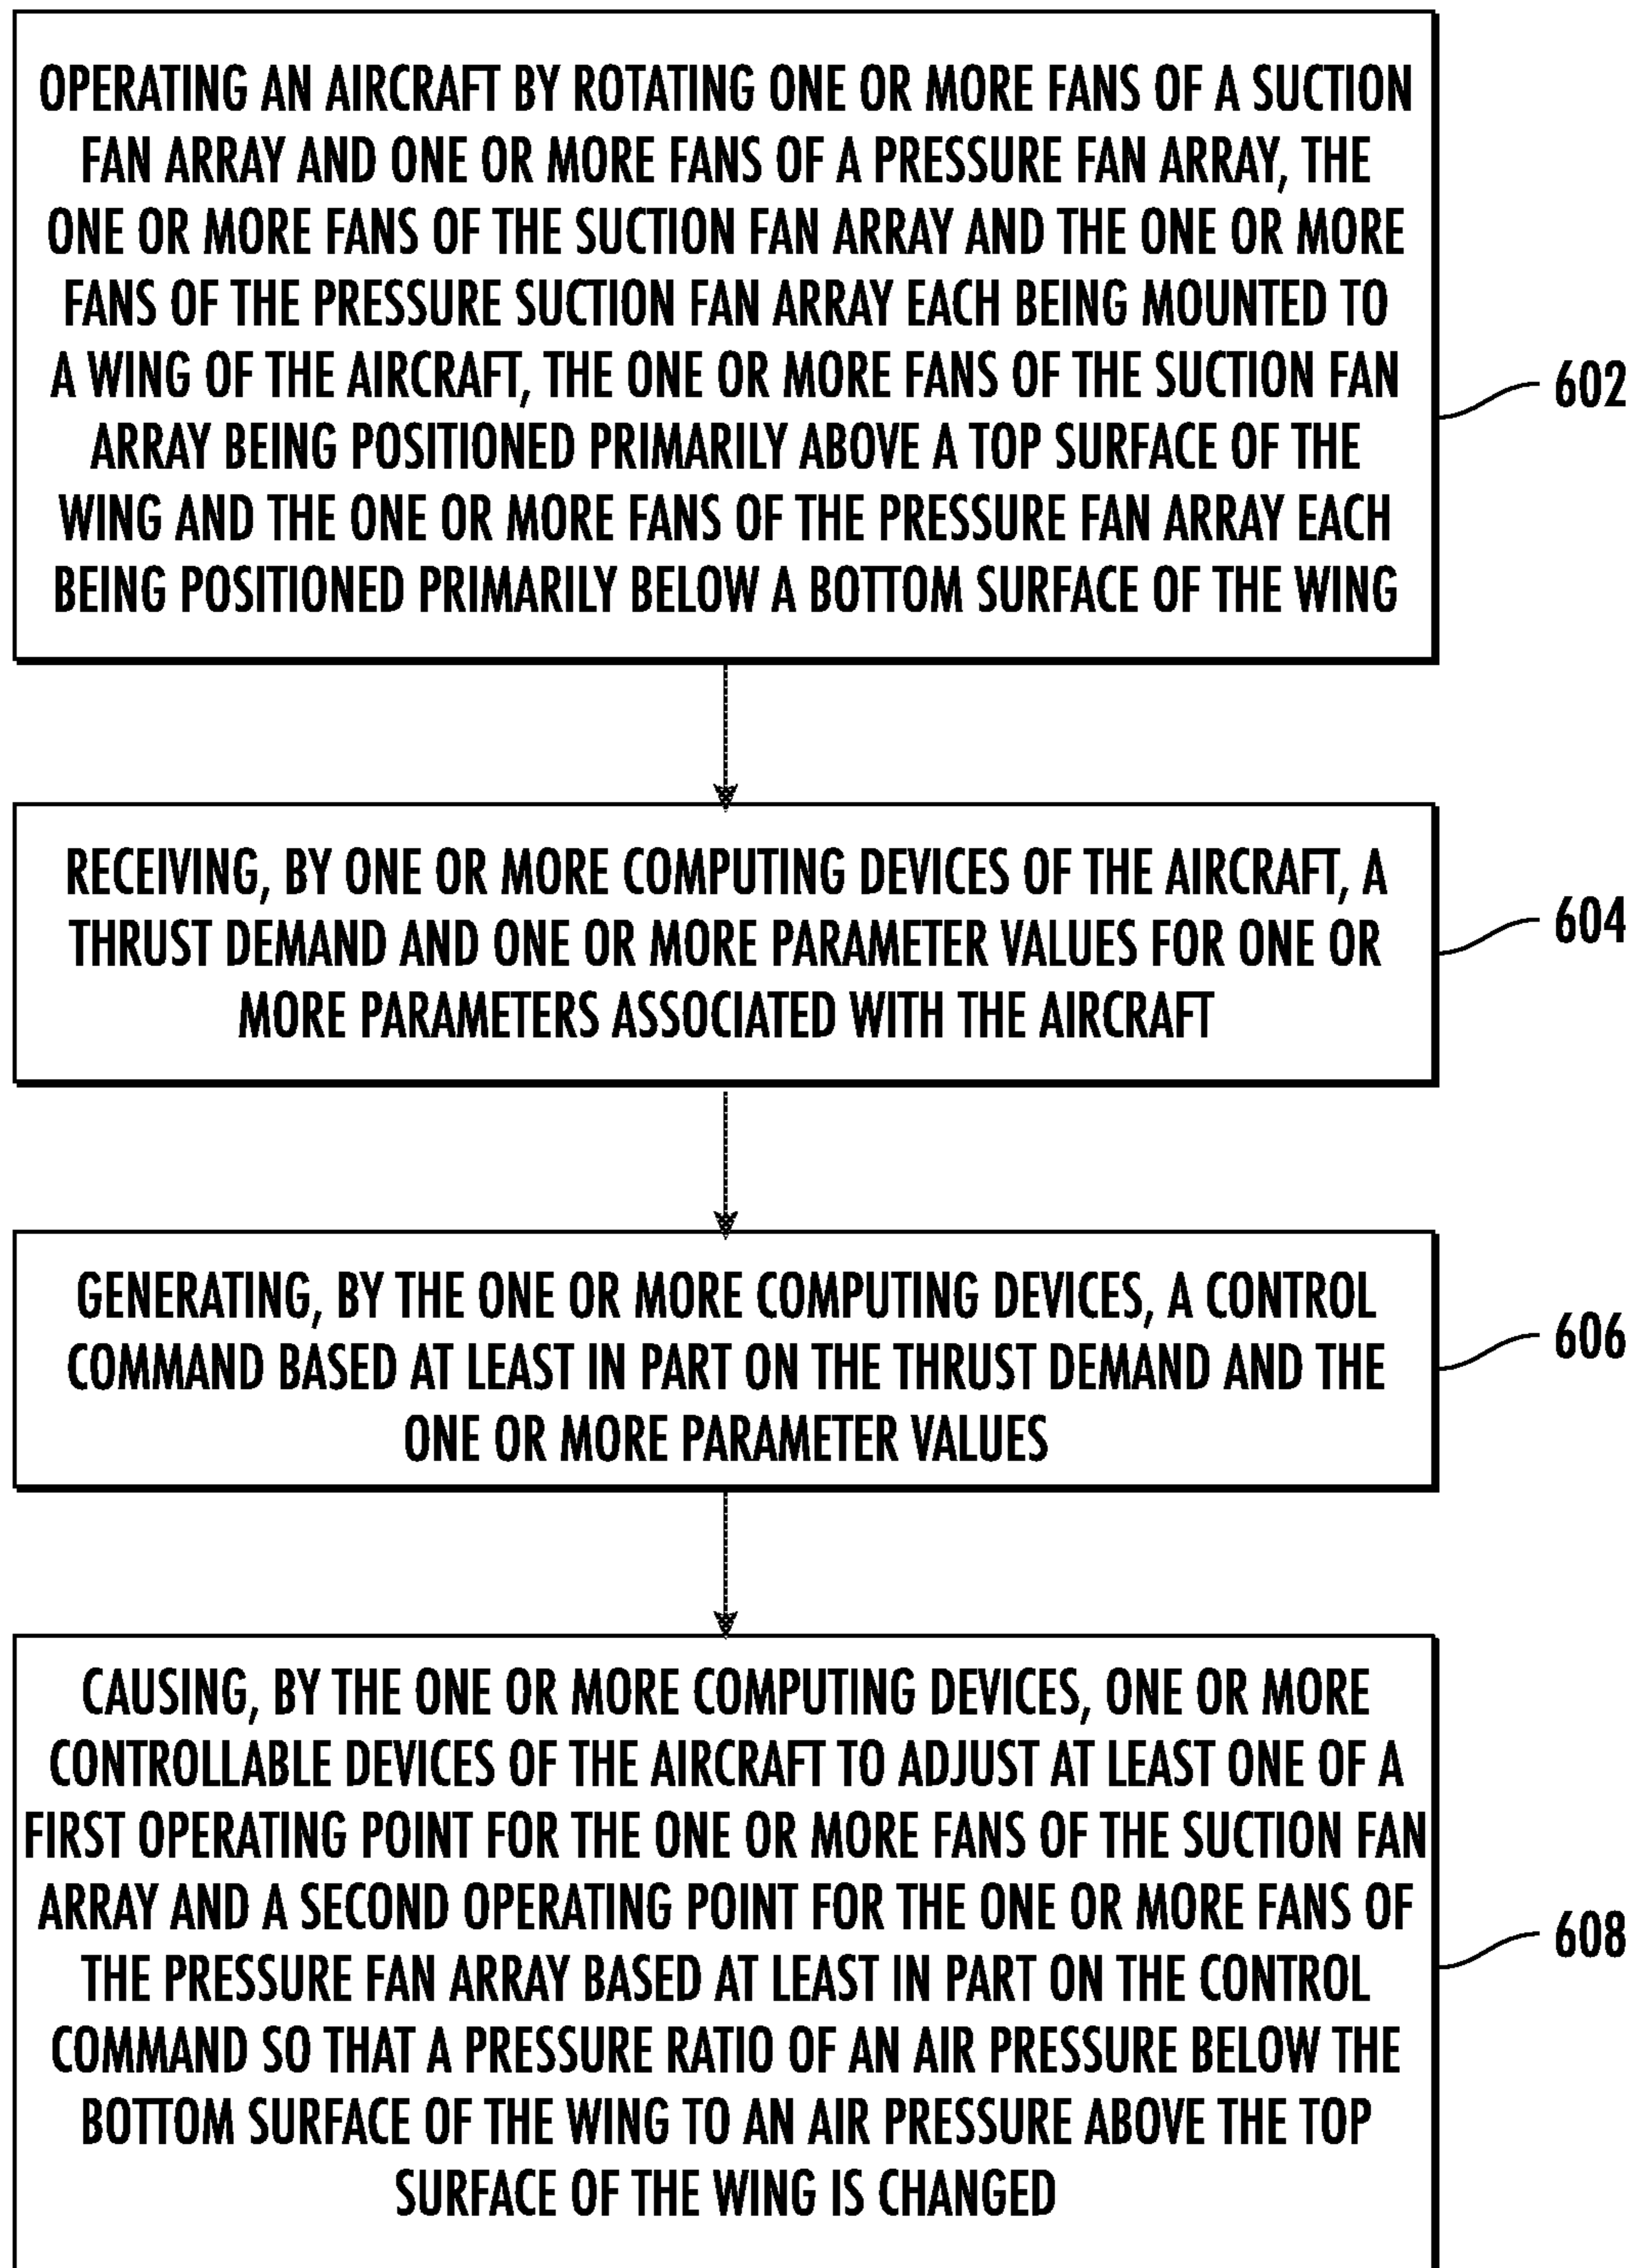 OPERATING AN AIRCRAFT BY ROTATING ONE OR MORE FANS OF A SUCTION
FAN ARRAY AND ONE OR MORE FANS OF A PRESSURE FAN ARRAY, THE
ONE OR MORE FANS OF THE SUCTION FAN ARRAY AND THE ONE OR MORE
FANS OF THE PRESSURE SUCTION FAN ARRAY EACH BEING MOUNTED TO
A WING OF THE AIRCRAFT, THE ONE OR MORE FANS OF THE SUCTION FAN
ARRAY BEING POSITIONED PRIMARILY ABOVE A TOP SURFACE OF THE
WING AND THE ONE OR MORE FANS OF THE PRESSURE FAN ARRAY EACH
BEING POSITIONED PRIMARILY BELOW A BOTTOM SURFACE OF THE WING
602
RECEIVING, BY ONE OR MORE COMPUTING DEVICES OF THE AIRCRAFT, A
THRUST DEMAND AND ONE OR MORE PARAMETER VALUES FOR ONE OR
MORE PARAMETERS ASSOCIATED WITH THE AIRCRAFT
604
GENERATING, BY THE ONE OR MORE COMPUTING DEVICES, A CONTROL
COMMAND BASED AT LEAST IN PART ON THE THRUST DEMAND AND THE
ONE OR MORE PARAMETER VALUES
606
CAUSING, BY THE ONE OR MORE COMPUTING DEVICES, ONE OR MORE
CONTROLLABLE DEVICES OF THE AIRCRAFT TO ADJUST AT LEAST ONE OF A
FIRST OPERATING POINT FOR THE ONE OR MORE FANS OF THE SUCTION FAN
ARRAY AND A SECOND OPERATING POINT FOR THE ONE OR MORE FANS OF
THE PRESSURE FAN ARRAY BASED AT LEAST IN PART ON THE CONTROL
COMMAND SO THAT A PRESSURE RATIO OF AN AIR PRESSURE BELOW THE
BOTTOM SURFACE OF THE WING TO AN AIR PRESSURE ABOVE THE TOP
SURFACE OF THE WING IS CHANGED
608